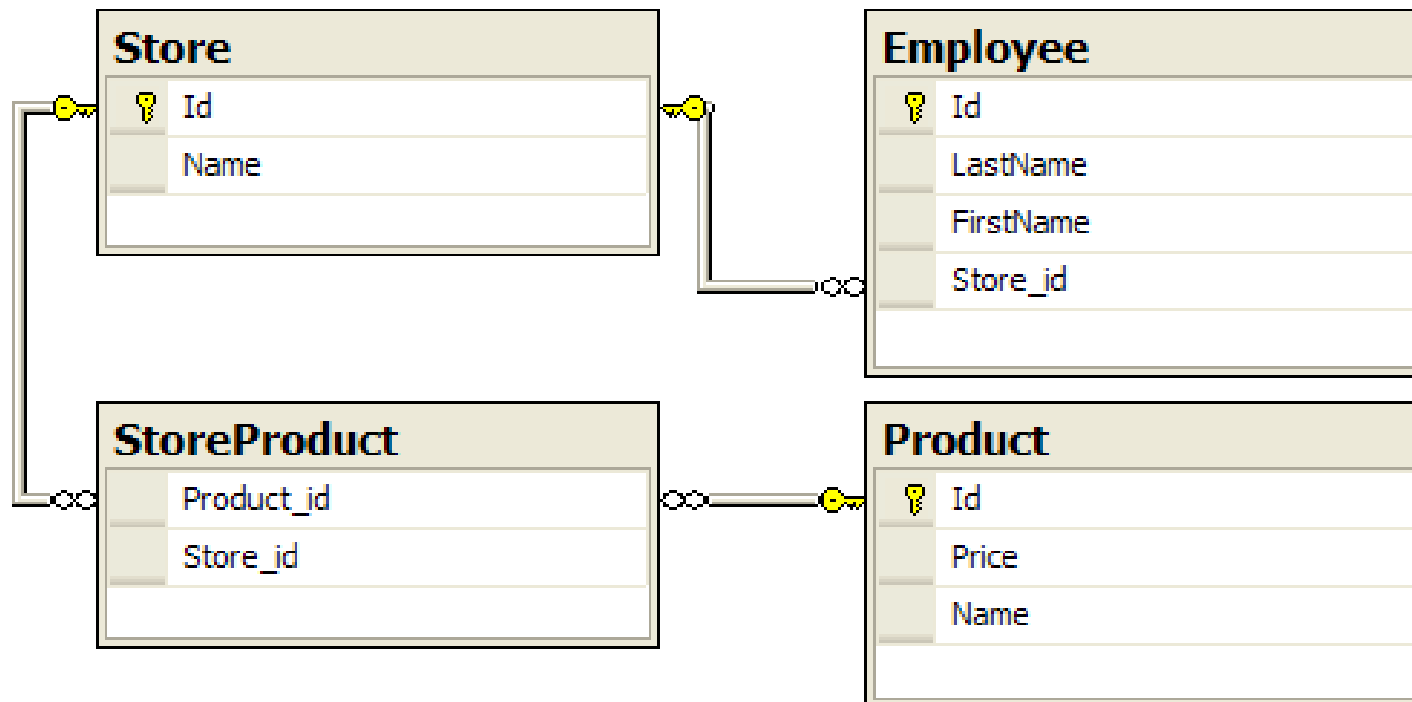 Store
Id
Name
Employee
Id
LastName
FirstName
Store_id
StoreProduct
Product_id
Store_id
Product
Id
Price
Name